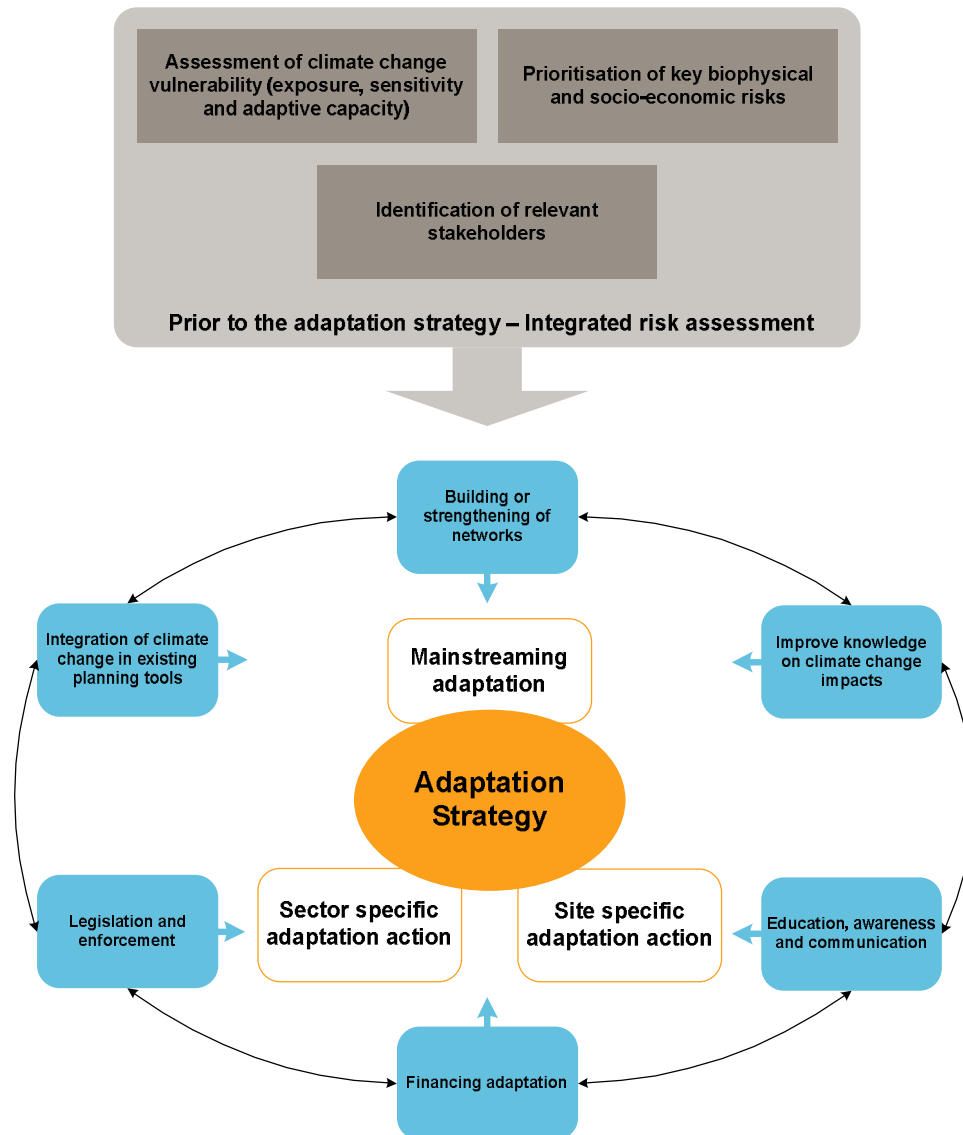 Assessment of climate change
vulnerability (exposure, sensitivity
and adaptive capacity)
Prioritisation of key biophysical
and socio-economic risks
Identification of relevant
stakeholders
Prior to the adaptation strategy – Integrated risk assessment
Building or
strengthening of
networks
Integration of climate
change in existing
planning tools
Improve knowledge
on climate change
impacts
Mainstreaming
adaptation
Adaptation
Strategy
Legislation and
enforcement
Sector specific
adaptation action
Site specific
adaptation action
Education, awareness
and communication
Financing adaptation